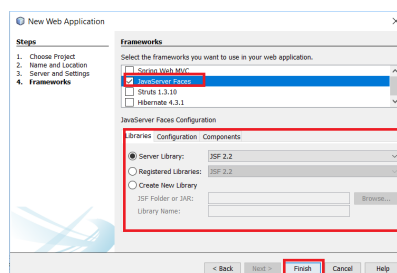 New Web Application
Steps
1. Choose Project
2. Name and Location
3. Server and Settings
4. Frameworks
Frameworks
Select the frameworks you want to use in your web application.
Spring Web MVC
JavaServer Faces
Struts 1.3.10
Hibernate 4.3.1
JavaServer Faces Configuration
Libraries Configuration Components
Server Library: JSF 2.2
Registered Libraries: JSF 2.2
Create New Library
JSF Folder or JAR: Browse...
Library Name:
< Back Next > Finish Cancel Help